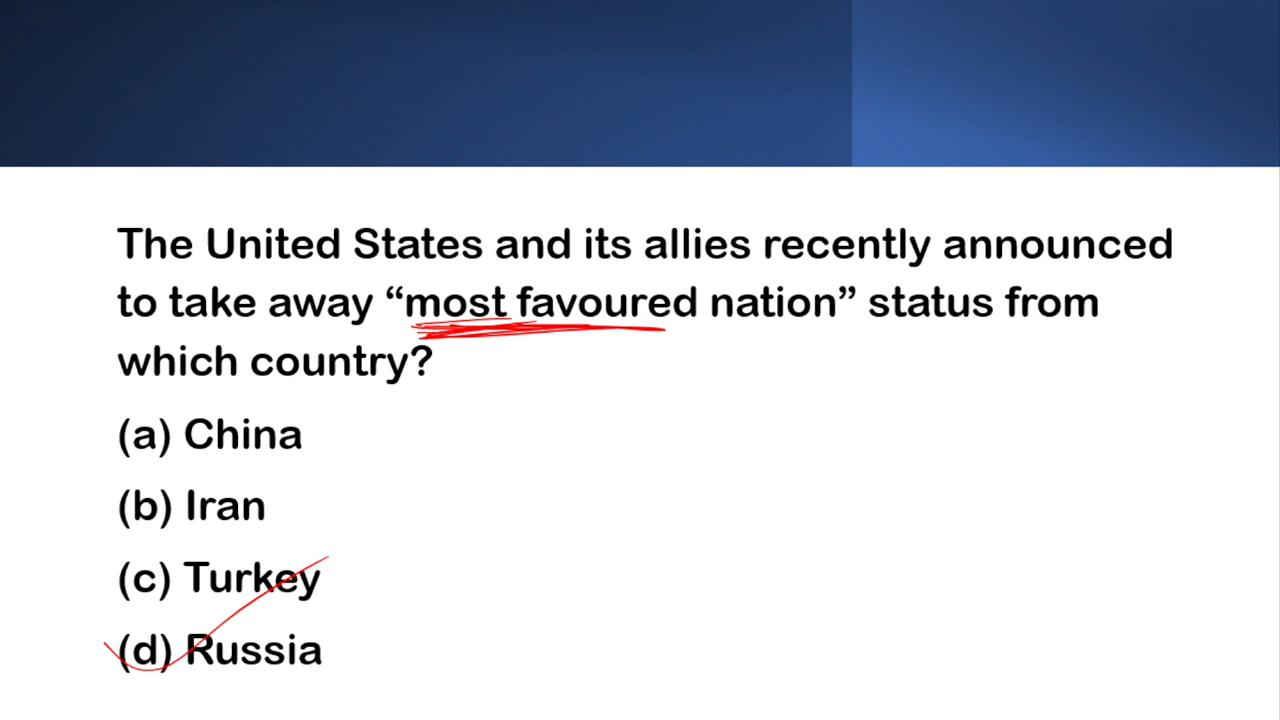 The United States and its allies recently announced
to take away “most favoured nation” status from
which country?
(a) China
(b) Iran
(c) Turkey
(d) Russia